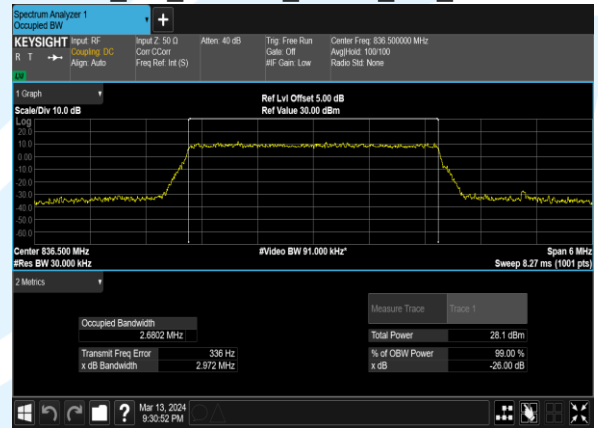 Spectrum Analyzer 1
Occupied BW
KEYSIGHT
R T
LV
Input: RF
Coupling: DC
Align: Auto
Input Z: 50 Ω
Corr CCorr
Freq Ref: Int (S)
Atten: 40 dB
Trig: Free Run
Gate: Off
#IF Gain: Low
Center Freq: 836.500000 MHz
Avg|Hold: 100/100
Radio Std: None
1 Graph
Scale/Div 10.0 dB
Ref Lvl Offset 5.00 dB
Ref Value 30.00 dBm
Log
20.0
10.0
0.00
-10.0
-20.0
-30.0
-40.0
-50.0
-60.0
Center 836.500 MHz
#Res BW 30.000 kHz
#Video BW 91.000 kHz*
Span 6 MHz
Sweep 8.27 ms (1001 pts)
2 Metrics
Measure Trace Trace 1
Occupied Bandwidth
2.6802 MHz
Total Power 28.1 dBm
Transmit Freq Error 336 Hz
% of OBW Power 99.00 %
x dB Bandwidth 2.972 MHz
x dB -26.00 dB
?
Mar 13, 2024
9:30:52 PM